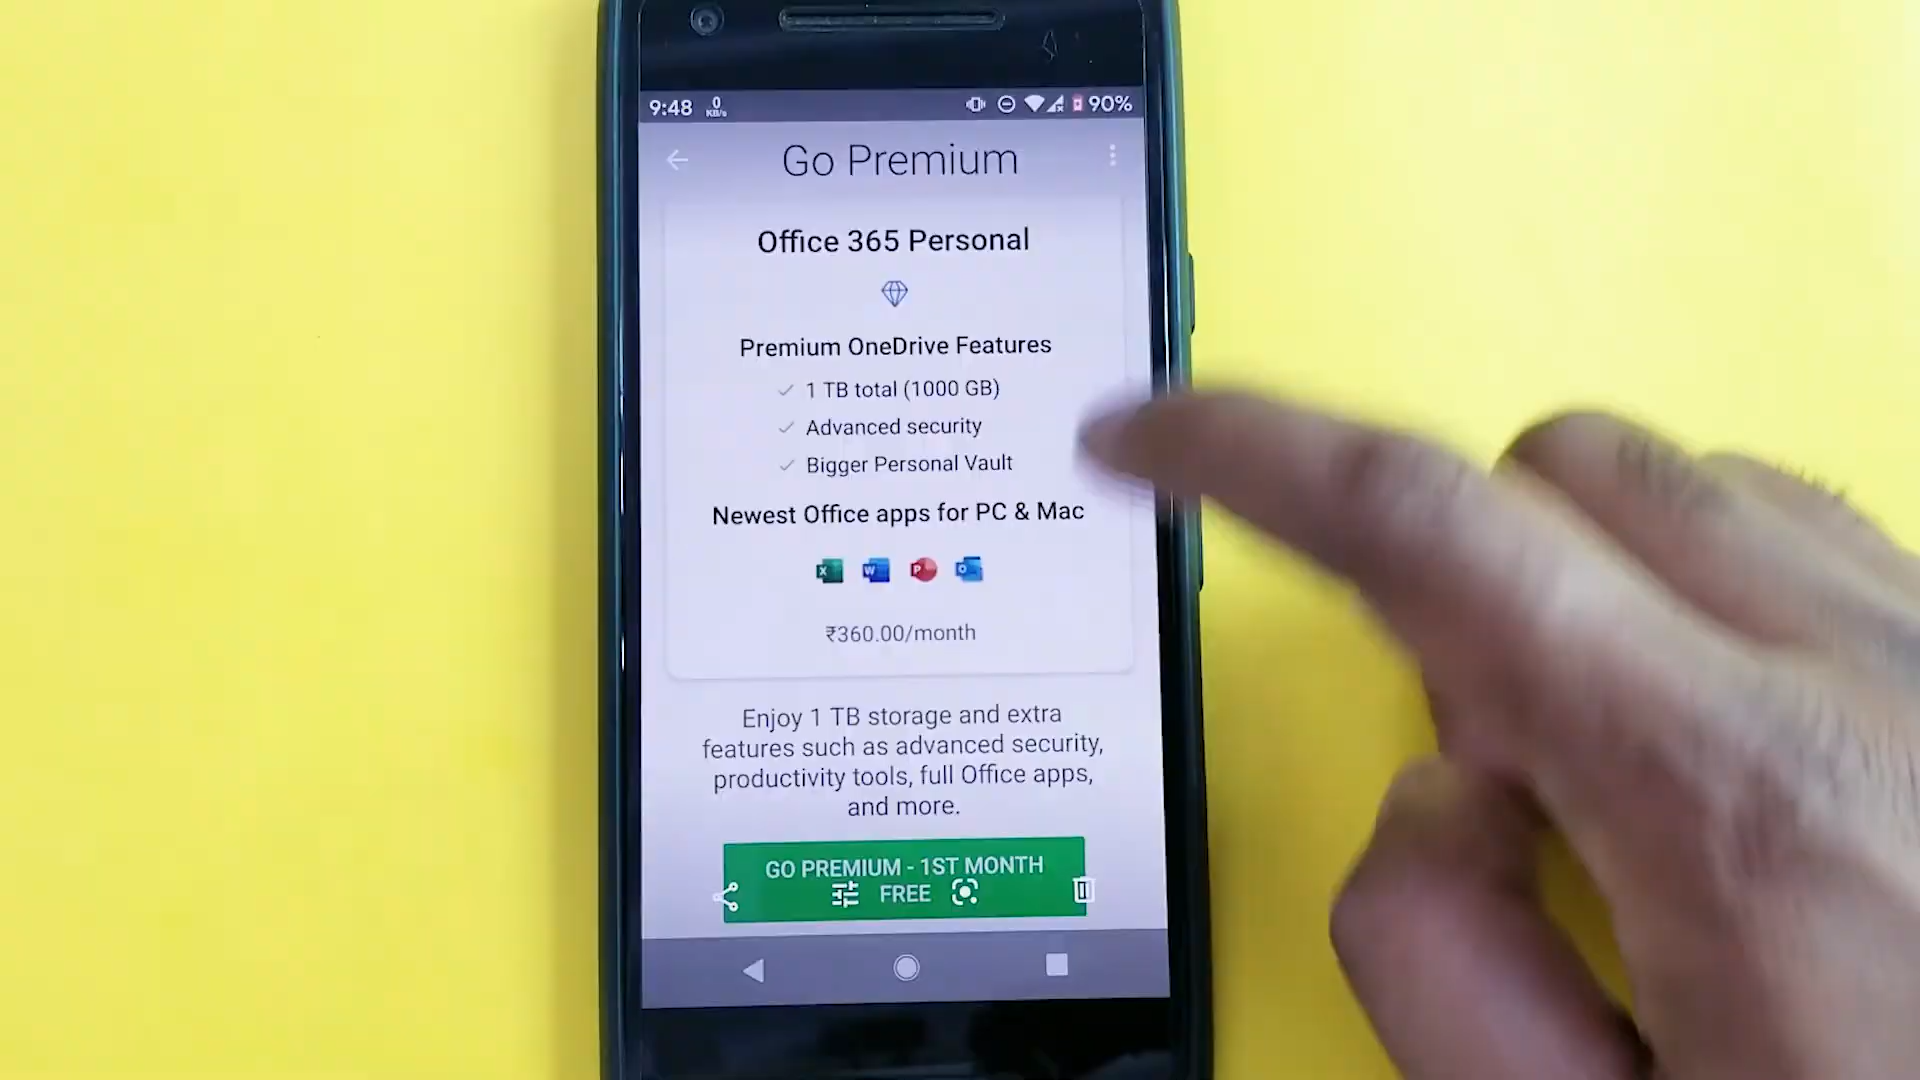 9:48 0 KB/s 90%
Go Premium
Office 365 Personal
Premium OneDrive Features
1 TB total (1000 GB)
Advanced security
Bigger Personal Vault
Newest Office apps for PC & Mac
X W P O
₹360.00/month
Enjoy 1 TB storage and extra
features such as advanced security,
productivity tools, full Office apps,
and more.
GO PREMIUM - 1ST MONTH
FREE